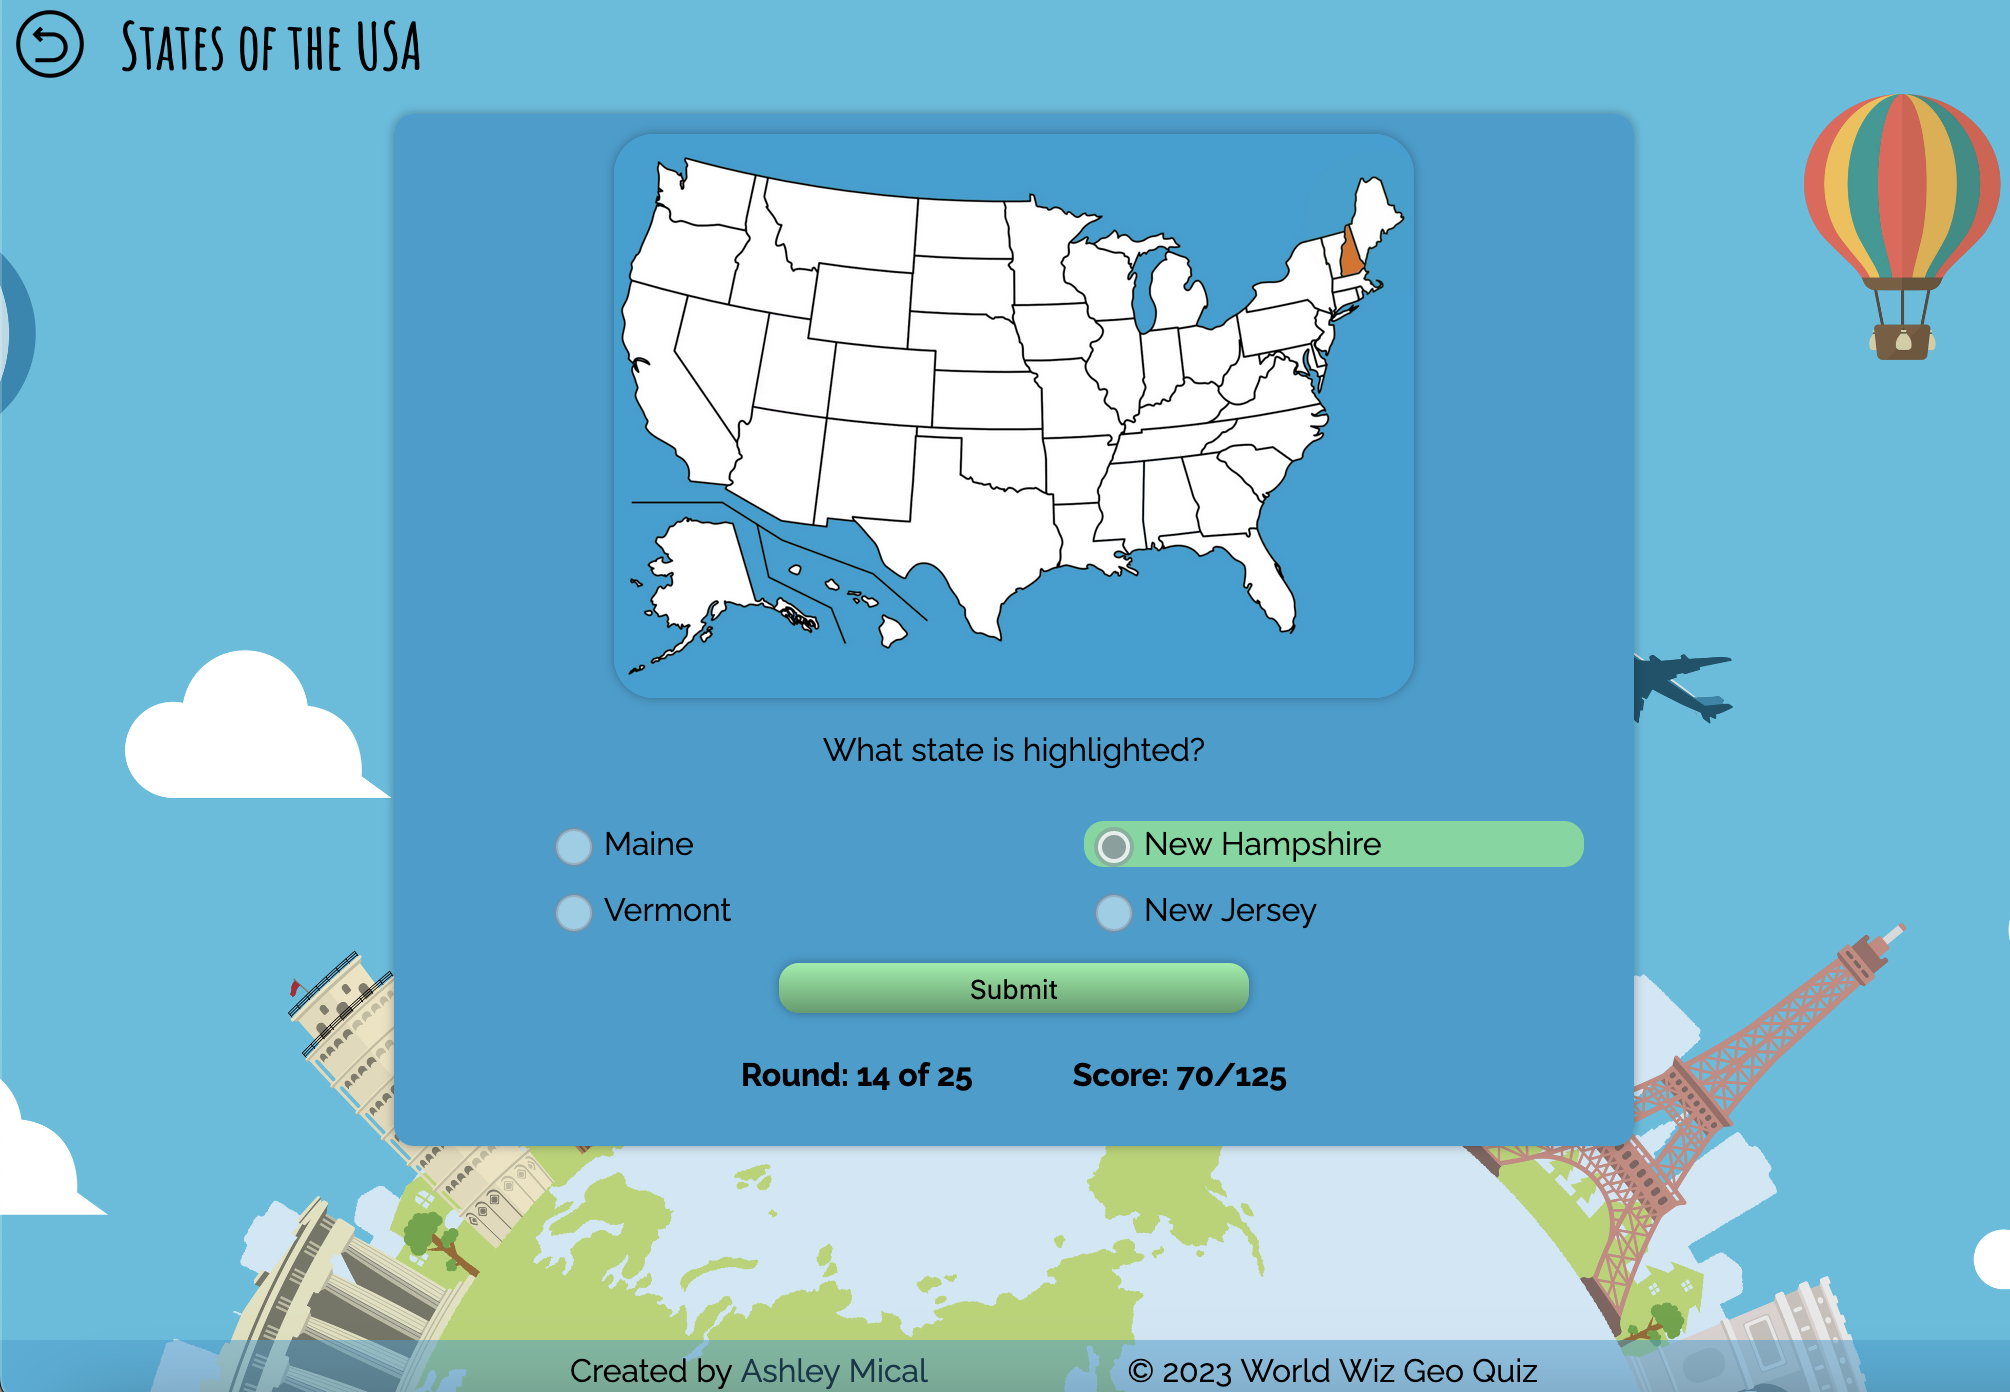 States of the USA
What state is highlighted?
Maine
New Hampshire
Vermont
New Jersey
Submit
Round: 14 of 25 Score: 70/125
Created by Ashley Mical © 2023 World Wiz Geo Quiz